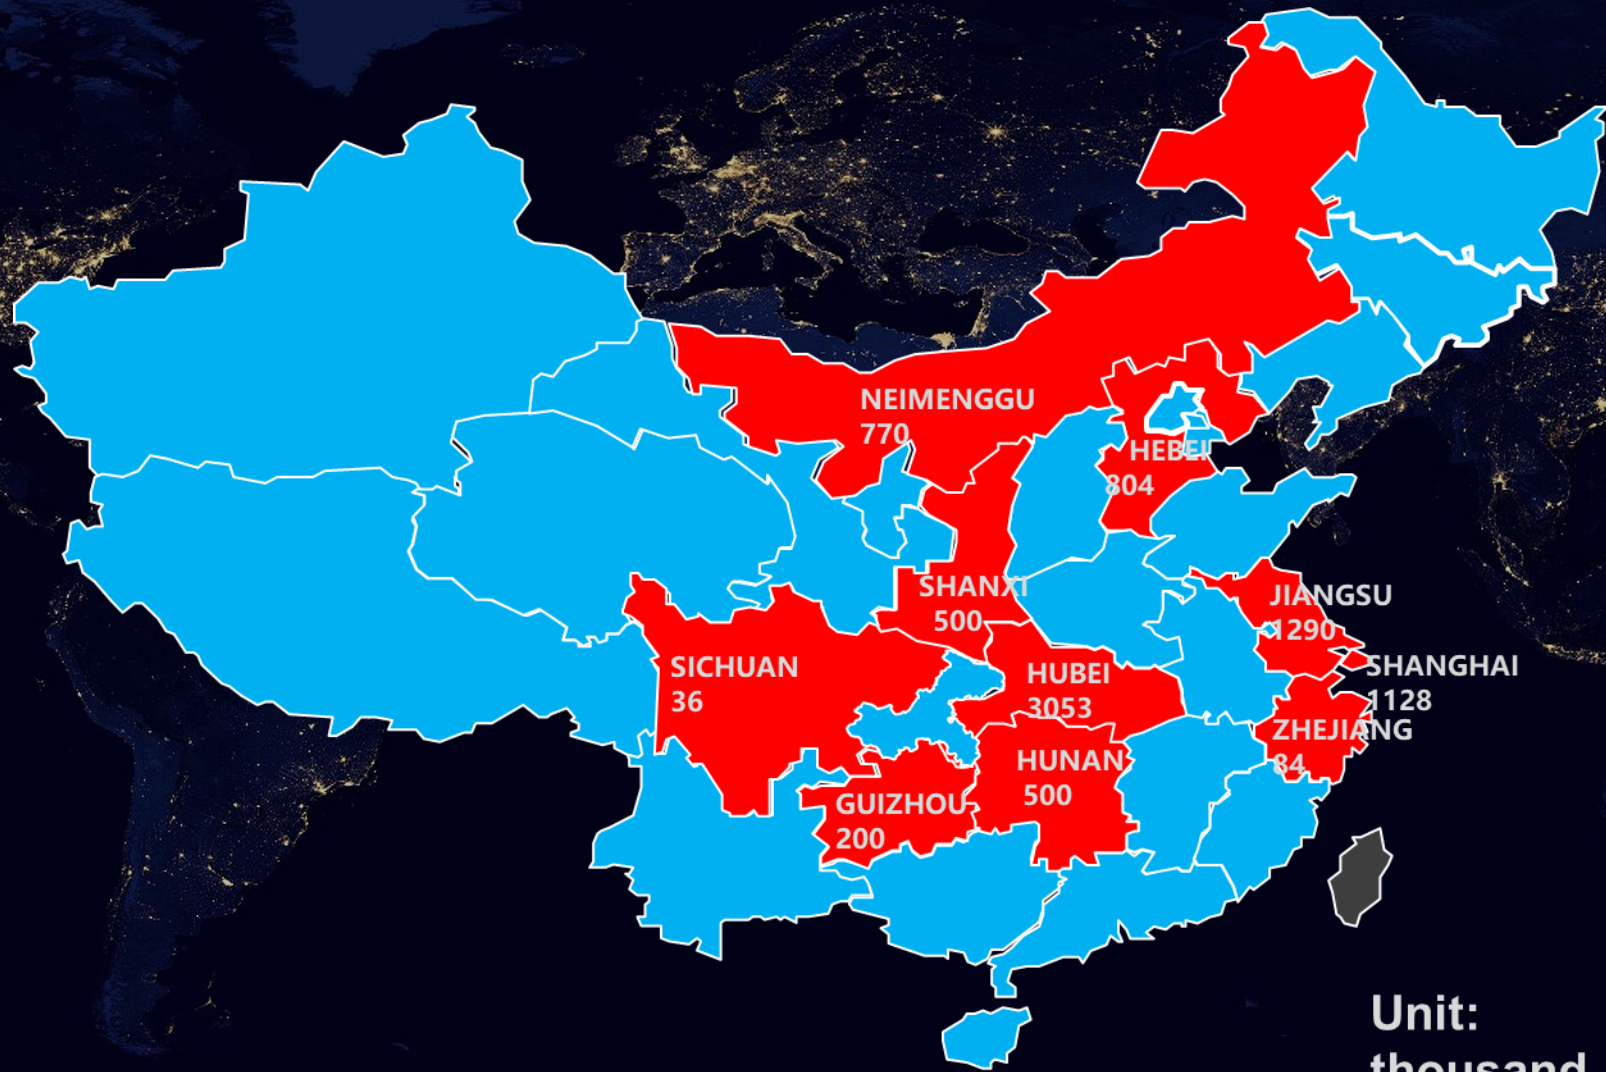 NEIMENGGU
770
HEBEI
804
SHANXI
500
JIANGSU
1290
SICHUAN
36
HUBEI
3053
SHANGHAI
1128
ZHEJIANG
84
HUNAN
500
GUIZHOU
200
Unit:
thousand